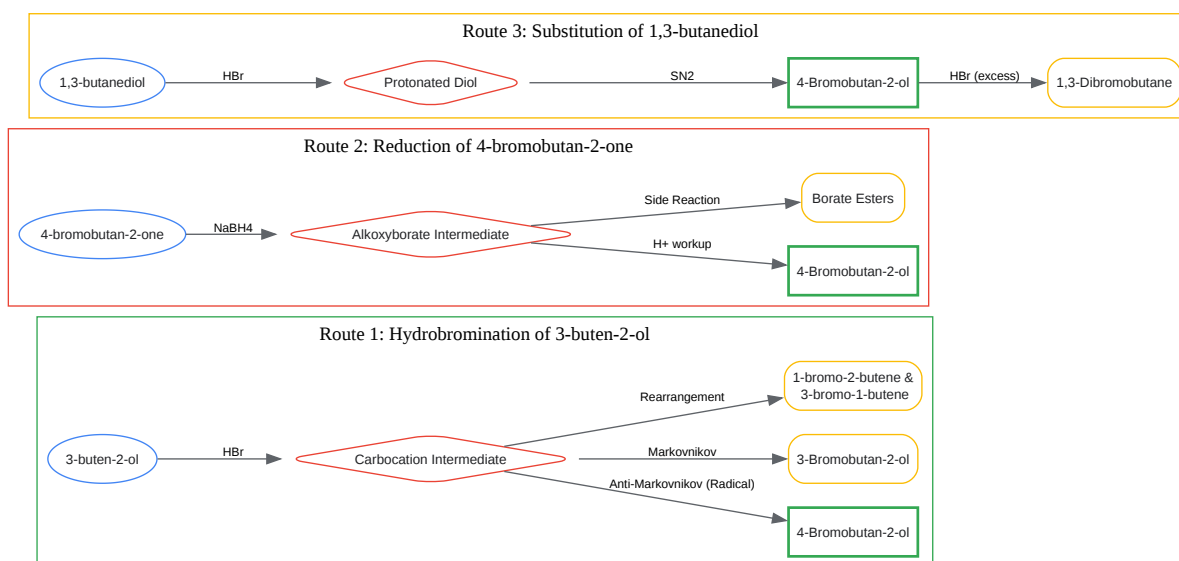 Route 3: Substitution of 1,3-butanediol
1,3-butanediol
HBr
Protonated Diol
SN2
4-Bromobutan-2-ol
HBr (excess)
1,3-Dibromobutane
Route 2: Reduction of 4-bromobutan-2-one
4-bromobutan-2-one
NaBH4
Alkoxyborate Intermediate
Side Reaction
Borate Esters
H+ workup
4-Bromobutan-2-ol
Route 1: Hydrobromination of 3-buten-2-ol
3-buten-2-ol
HBr
Carbocation Intermediate
Rearrangement
1-bromo-2-butene &
3-bromo-1-butene
Markovnikov
3-Bromobutan-2-ol
Anti-Markovnikov (Radical)
4-Bromobutan-2-ol